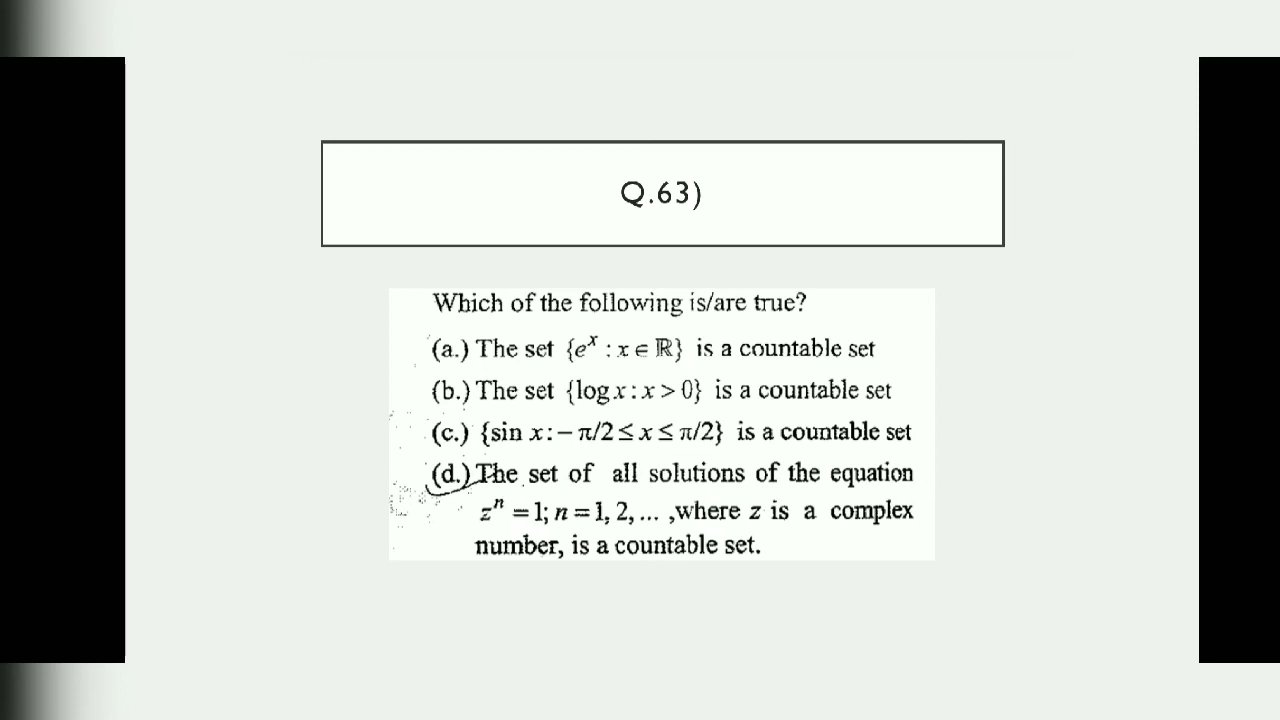 Q.63)
Which of the following is/are true?
(a.) The set {eˣ : x ∈ ℝ} is a countable set
(b.) The set {log x : x > 0} is a countable set
(c.) {sin x : − π/2 ≤ x ≤ π/2} is a countable set
(d.) The set of all solutions of the equation
zⁿ = 1; n = 1, 2, ... ,where z is a complex
number, is a countable set.